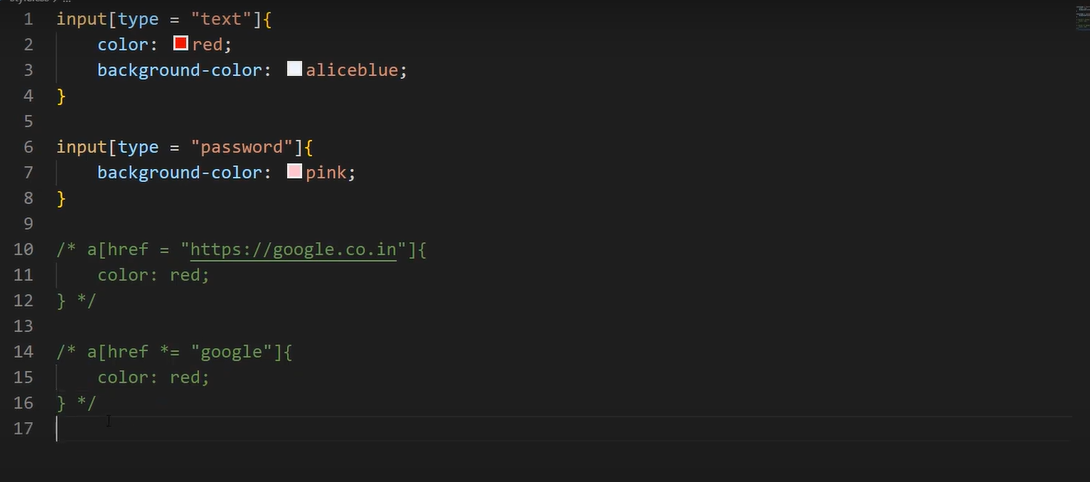 1 input[type = "text"]{
2 color: red;
3 background-color: aliceblue;
4 }
5
6 input[type = "password"]{
7 background-color: pink;
8 }
9
10 /* a[href = "https://google.co.in"]{
11 color: red;
12 } */
13
14 /* a[href *= "google"]{
15 color: red;
16 } */
17